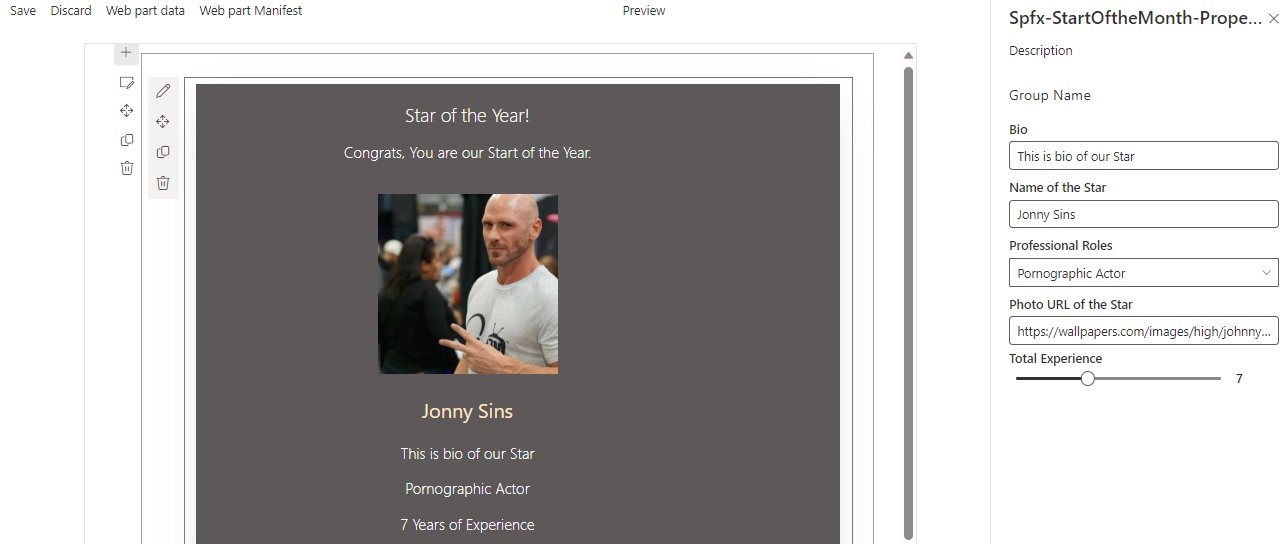 Save Discard Web part data Web part Manifest Preview
Star of the Year!
Congrats, You are our Start of the Year.
Jonny Sins
This is bio of our Star
Pornographic Actor
7 Years of Experience
Spfx-StartOftheMonth-Prope...
Description
Group Name
Bio
This is bio of our Star
Name of the Star
Jonny Sins
Professional Roles
Pornographic Actor
Photo URL of the Star
https://wallpapers.com/images/high/johnny...
Total Experience
7